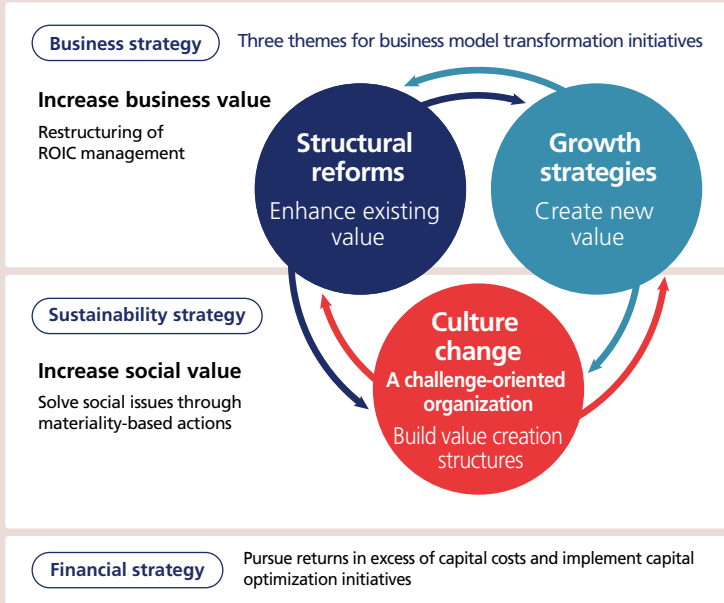 Business strategy
Three themes for business model transformation initiatives
Increase business value
Restructuring of
ROIC management
Structural
reforms
Enhance existing
value
Growth
strategies
Create new
value
Sustainability strategy
Increase social value
Solve social issues through
materiality-based actions
Culture
change
A challenge-oriented
organization
Build value creation
structures
Financial strategy
Pursue returns in excess of capital costs and implement capital
optimization initiatives